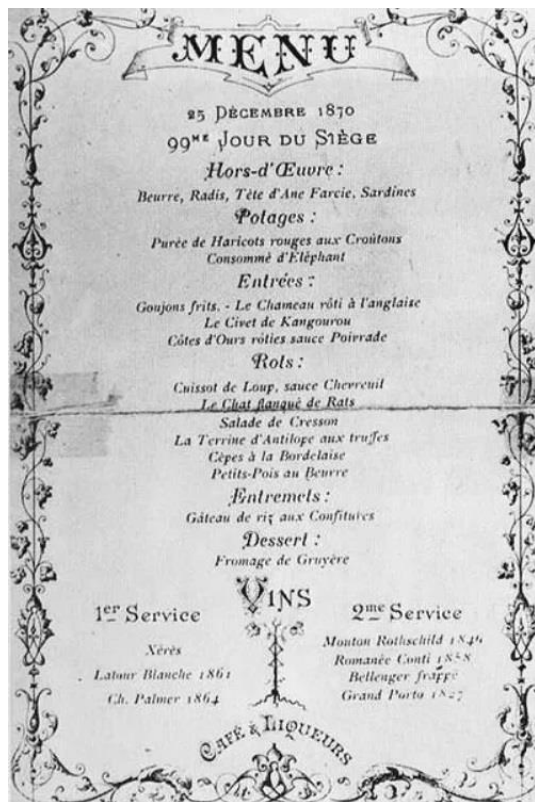 MENU
25 DÉCEMBRE 1870
99ME JOUR DU SIÈGE
Hors-d'Œuvre :
Beurre, Radis, Tête d'Ane Farcie, Sardines
Potages :
Purée de Haricots rouges aux Croûtons
Consommé d'Eléphant
Entrées :
Goujons frits. - Le Chameau rôti à l'anglaise
Le Civet de Kangourou
Côtes d'Ours rôties sauce Poivrade
Rots :
Cuissot de Loup, sauce Chevreuil
Le Chat flanqué de Rats
Salade de Cresson
La Terrine d'Antilope aux truffes
Cèpes à la Bordelaise
Petits-Pois au Beurre
Entremets :
Gâteau de riz aux Confitures
Dessert :
Fromage de Gruyère
VINS
1er Service
Xérès
Latour Blanche 1861
Ch. Palmer 1864
2me Service
Mouton Rothschild 1846
Romanée Conti 1858
Bellenger frappé
Grand Porto 1827
CAFÉ & LIQUEURS